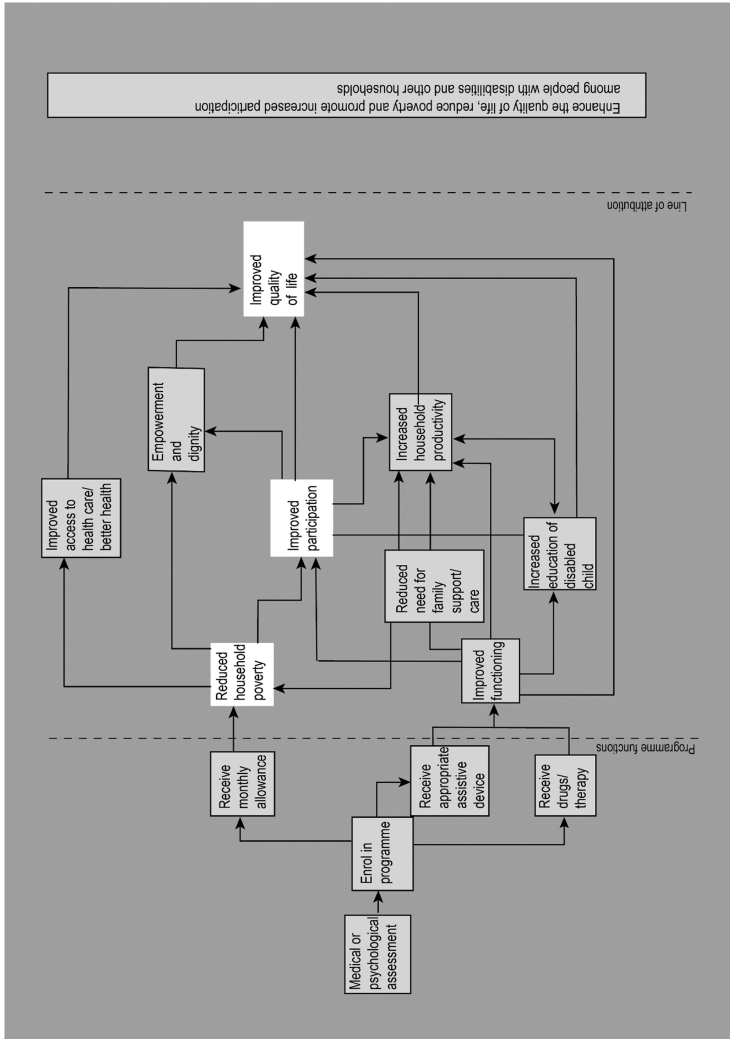 Enhance the quality of life, reduce poverty and promote increased participation
among people with disabilities and other households
Line of attribution
Improved
quality
of life
Empowerment
and
dignity
Increased
household
productivity
Improved
access to
health care/
better health
Improved
participation
Reduced
need for
family
support/
care
Increased
education of
disabled
child
Reduced
household
poverty
Improved
functioning
Programme functions
Receive
monthly
allowance
Receive
appropriate
assistive
device
Receive
drugs/
therapy
Enrol in
programme
Medical or
psychological
assessment